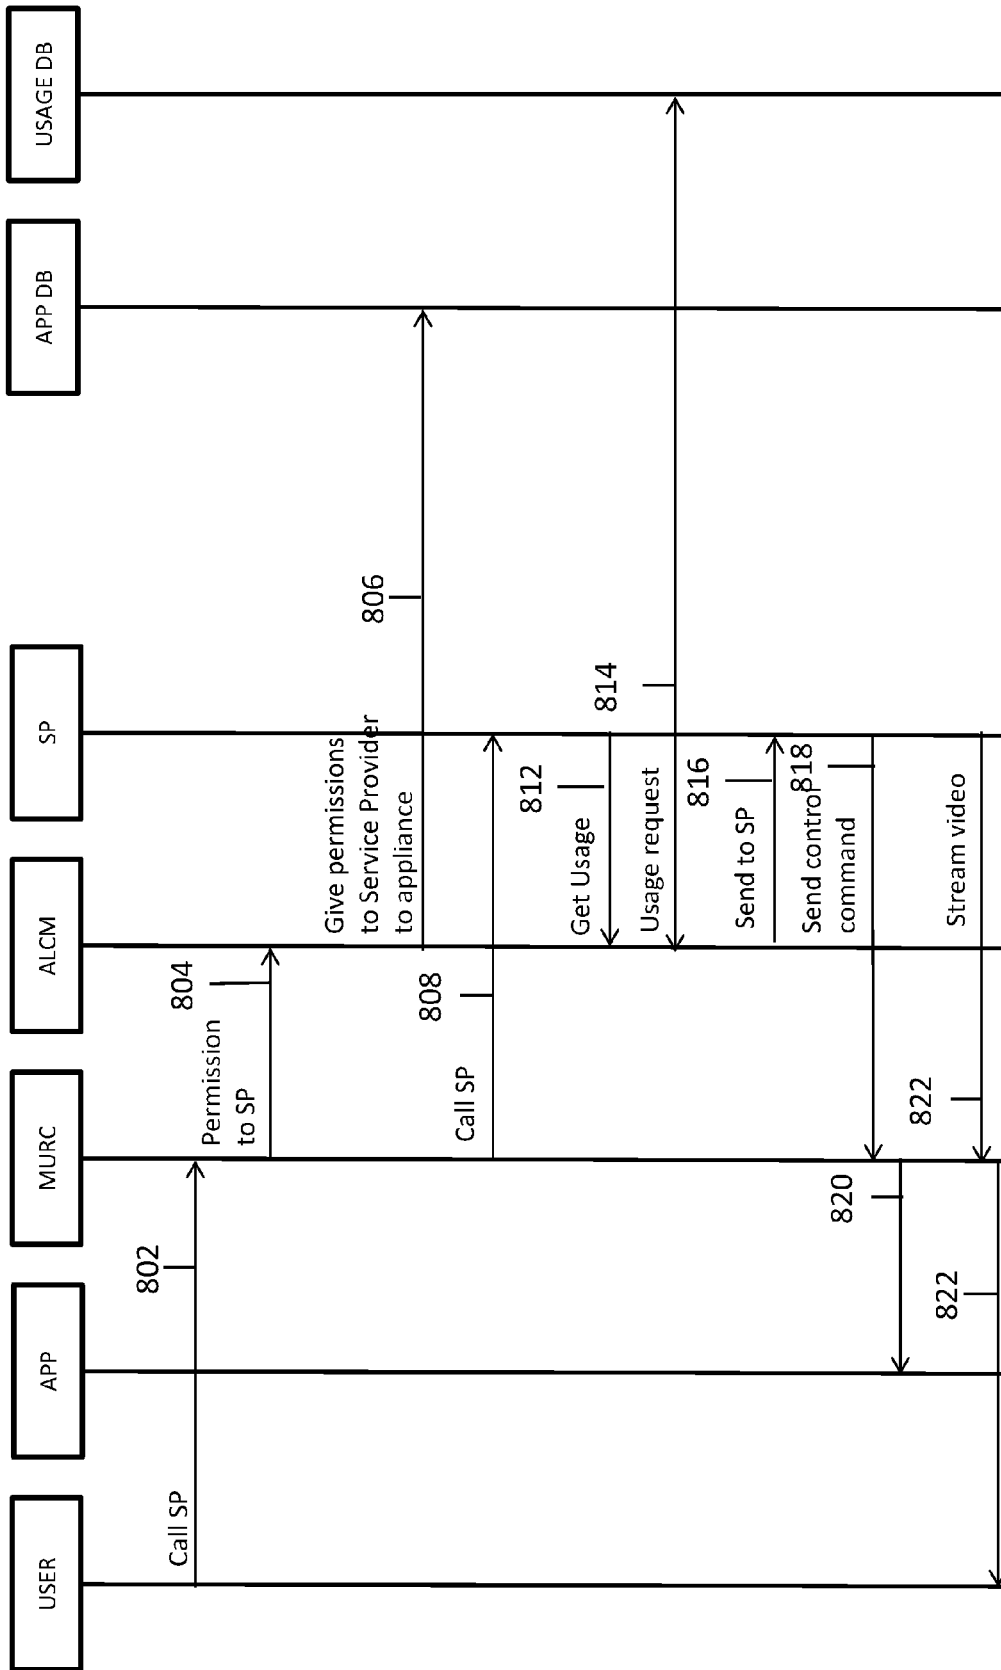 USER
APP
MURC
ALCM
SP
APP DB
USAGE DB
Call SP
802
Permission
to SP
804
Give permissions
to Service Provider
to appliance
806
Call SP
808
Get Usage
812
Usage request
814
Send to SP
816
Send control
command
818
820
Stream video
822
822